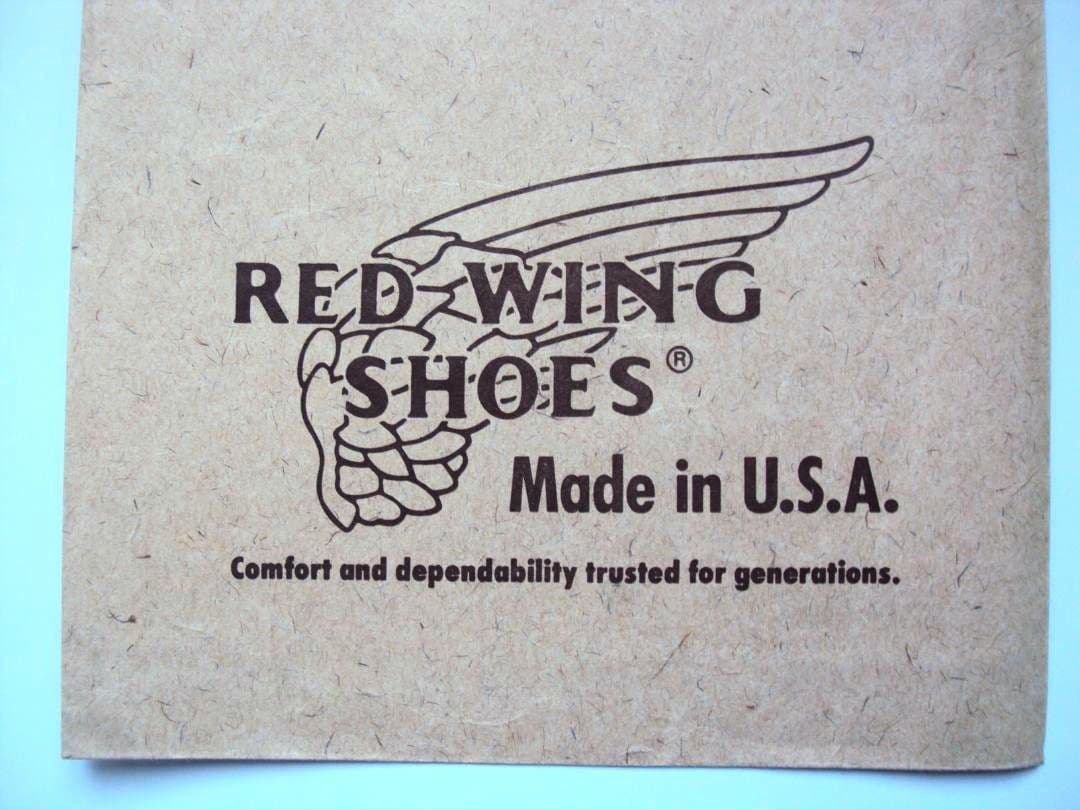 RED WING
SHOES®
Made in U.S.A.
Comfort and dependability trusted for generations.